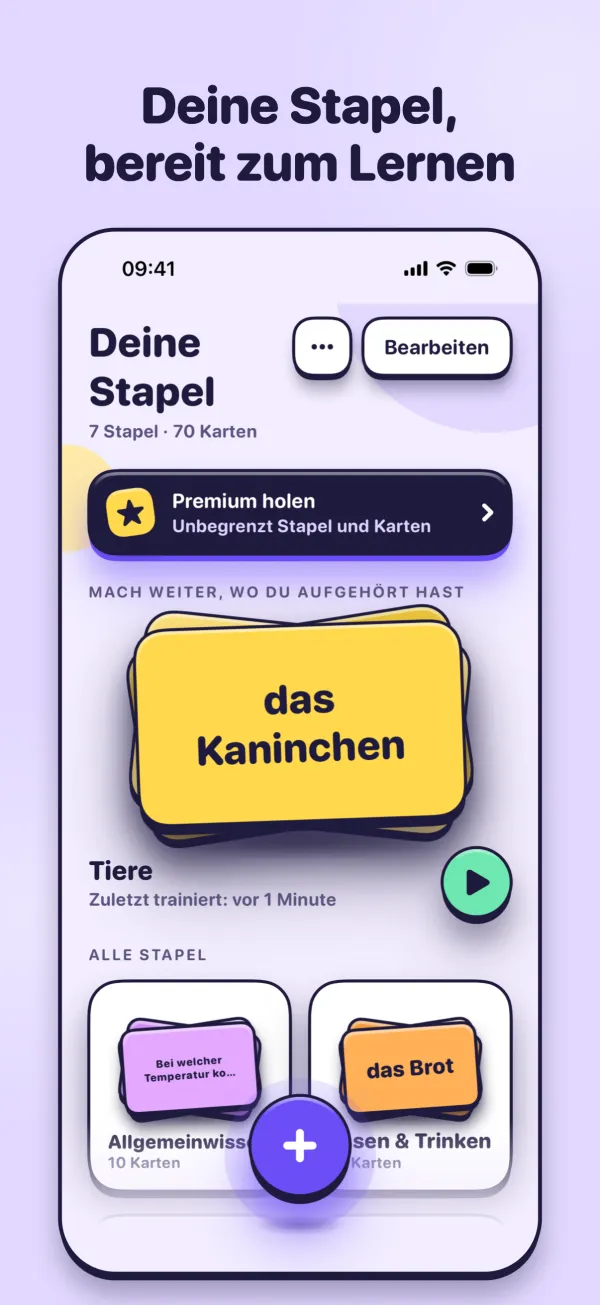 Deine Stapel,
bereit zum Lernen
09:41
Deine
Stapel
Bearbeiten
7 Stapel · 70 Karten
Premium holen
Unbegrenzt Stapel und Karten
MACH WEITER, WO DU AUFGEHÖRT HAST
das
Kaninchen
Tiere
Zuletzt trainiert: vor 1 Minute
ALLE STAPEL
Bei welcher
Temperatur ko...
das Brot
Allgemeinwisse
sen & Trinken
10 Karten
Karten